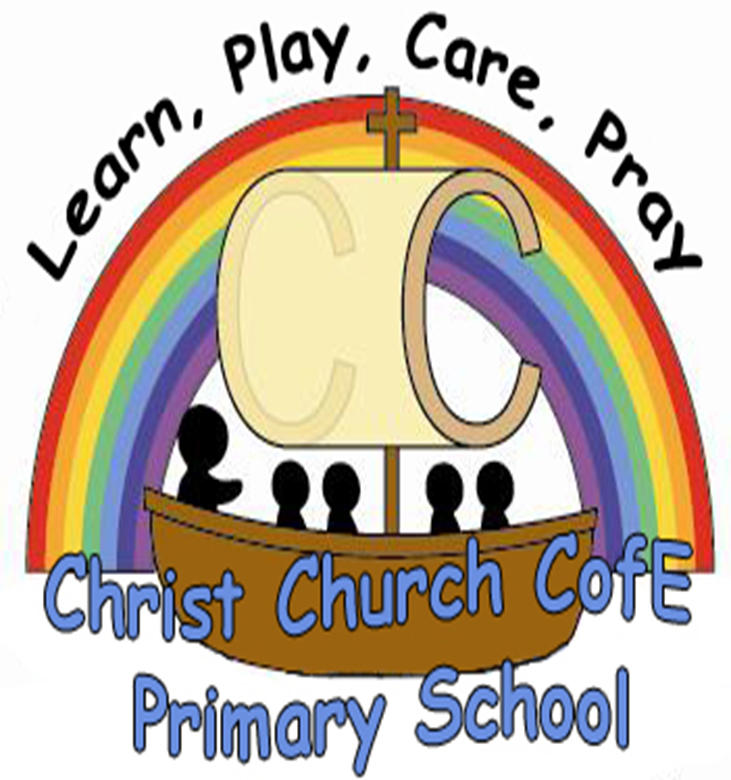 Learn, Play, Care, Pray
CC
Christ Church CofE
Primary School